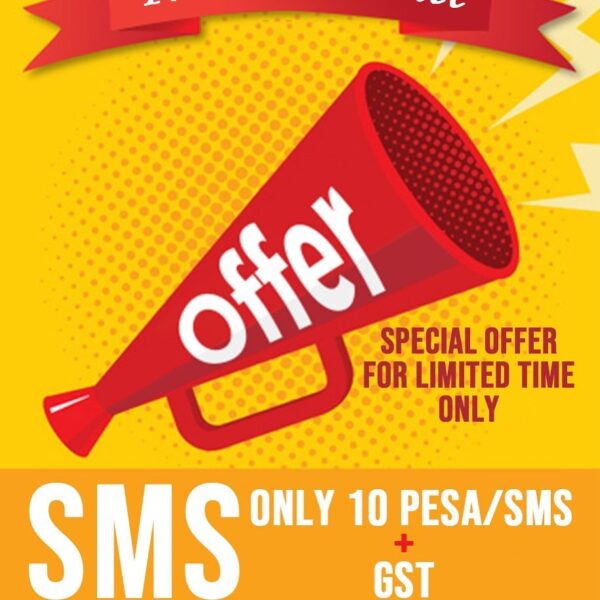 offer
SPECIAL OFFER
FOR LIMITED TIME
ONLY
SMS
ONLY 10 PESA/SMS
+
GST